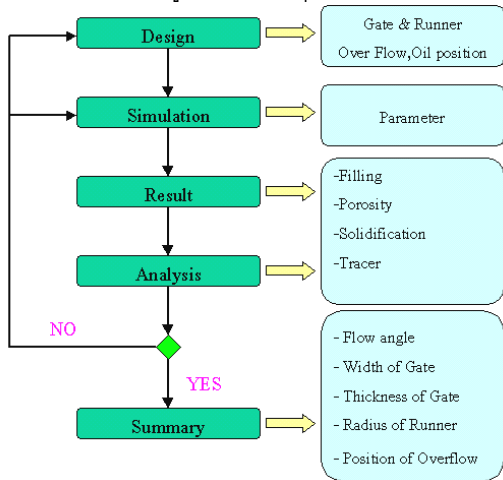 Design
Gate & Runner
Over Flow,Oil position
Simulation
Parameter
Result
-Filling
-Porosity
-Solidification
-Tracer
Analysis
NO
YES
- Flow angle
- Width of Gate
- Thickness of Gate
- Radius of Runner
- Position of Overflow
Summary